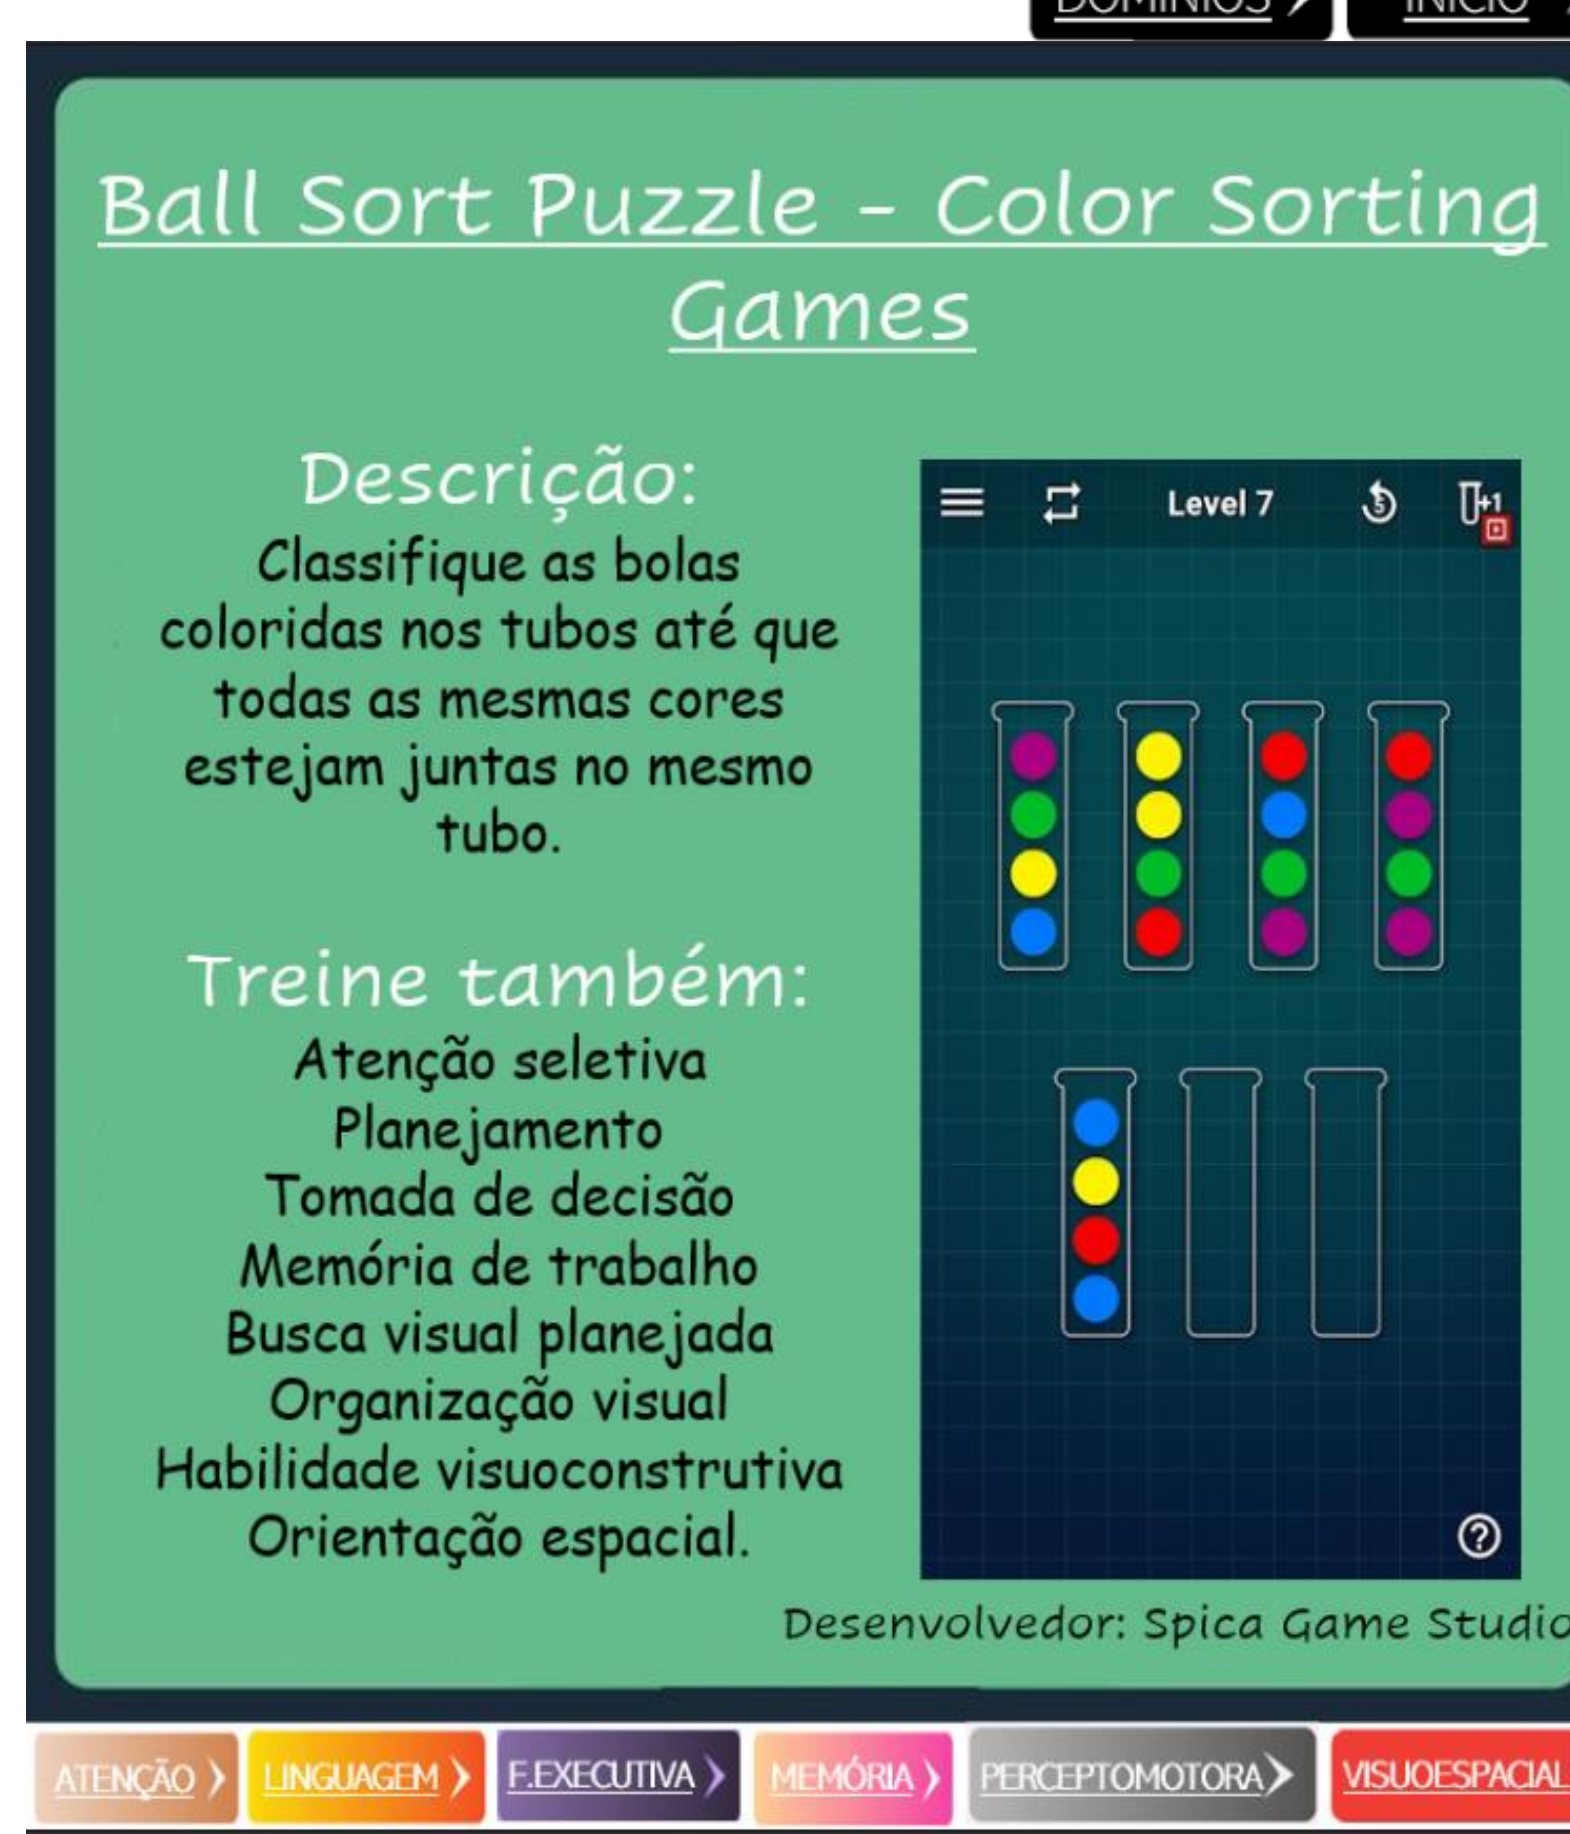 DOMÍNIOS
INÍCIO
Ball Sort Puzzle - Color Sorting
Games
Descrição:
Classifique as bolas
coloridas nos tubos até que
todas as mesmas cores
estejam juntas no mesmo
tubo.
Treine também:
Atenção seletiva
Planejamento
Tomada de decisão
Memória de trabalho
Busca visual planejada
Organização visual
Habilidade visuoconstrutiva
Orientação espacial.
Level 7
5
+1
?
Desenvolvedor: Spica Game Studio
ATENÇÃO
LINGUAGEM
F.EXECUTIVA
MEMÓRIA
PERCEPTOMOTORA
VISUOESPACIAL